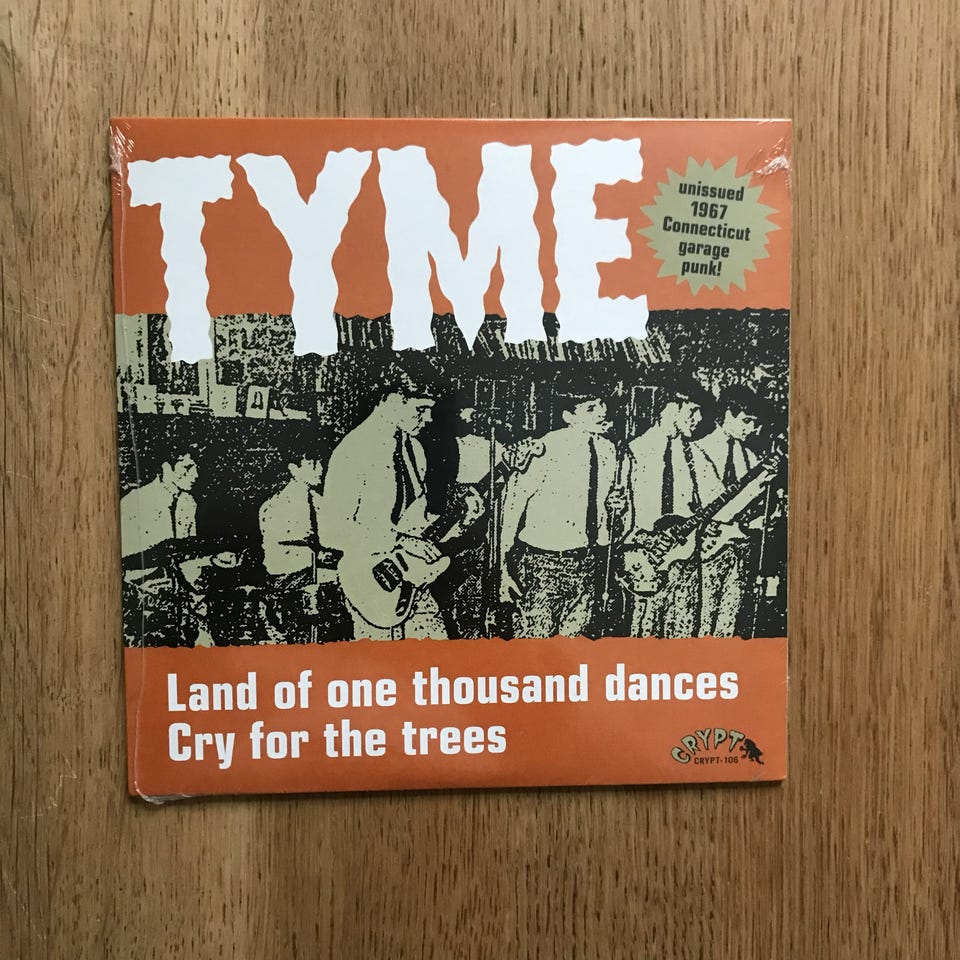 TYME
unissued
1967
Connecticut
garage
punk!
Land of one thousand dances
Cry for the trees
CRYPT
CRYPT-106